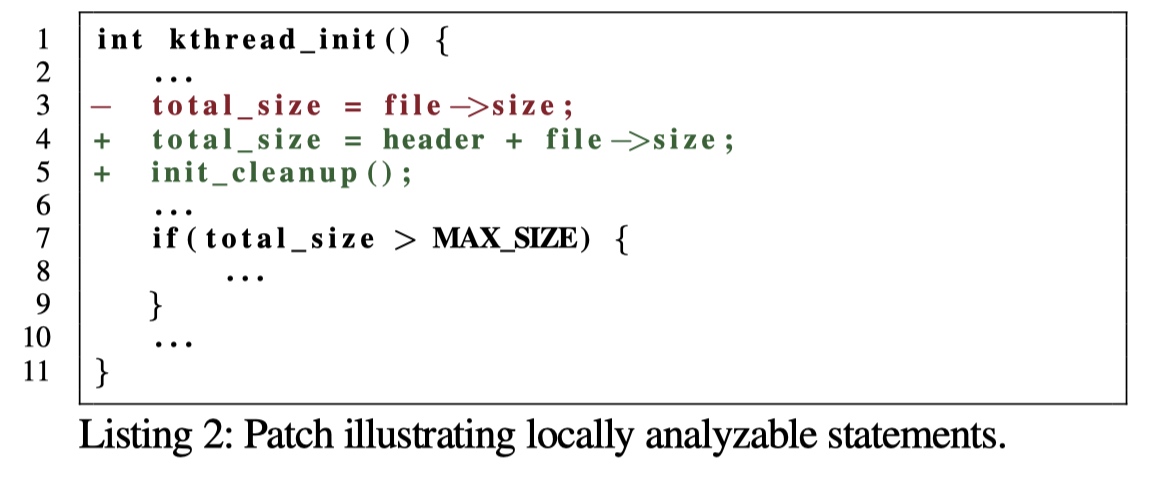 1 int kthread_init() {
2 ...
3 - total_size = file->size;
4 + total_size = header + file->size;
5 + init_cleanup();
6 ...
7 if(total_size > MAX_SIZE) {
8 ...
9 }
10 ...
11 }
Listing 2: Patch illustrating locally analyzable statements.